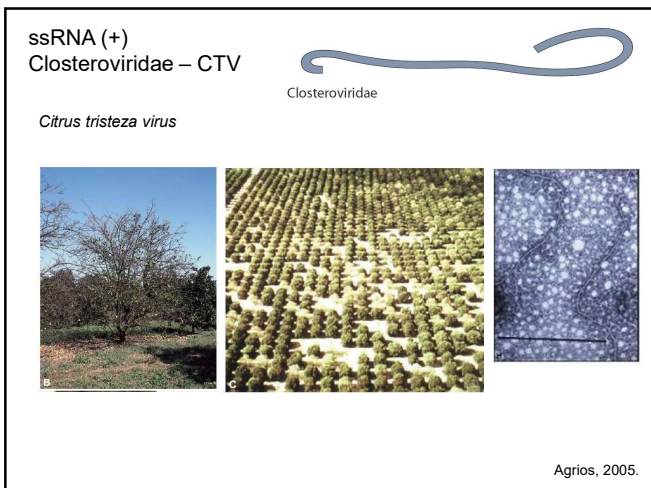 ssRNA (+)
Closteroviridae – CTV
Closteroviridae
Citrus tristeza virus
B
C
Agrios, 2005.